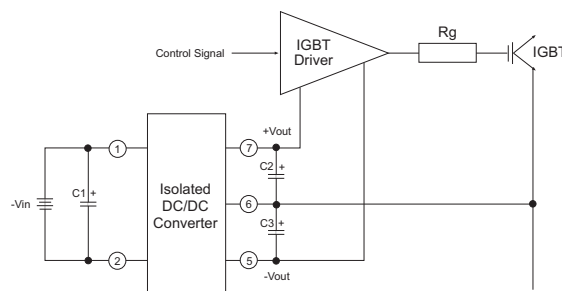 Control Signal
IGBT
Driver
Rg
IGBT
+Vout
1
7
C2 +
-Vin
C1 +
Isolated
DC/DC
Converter
6
C3 +
2
5
-Vout